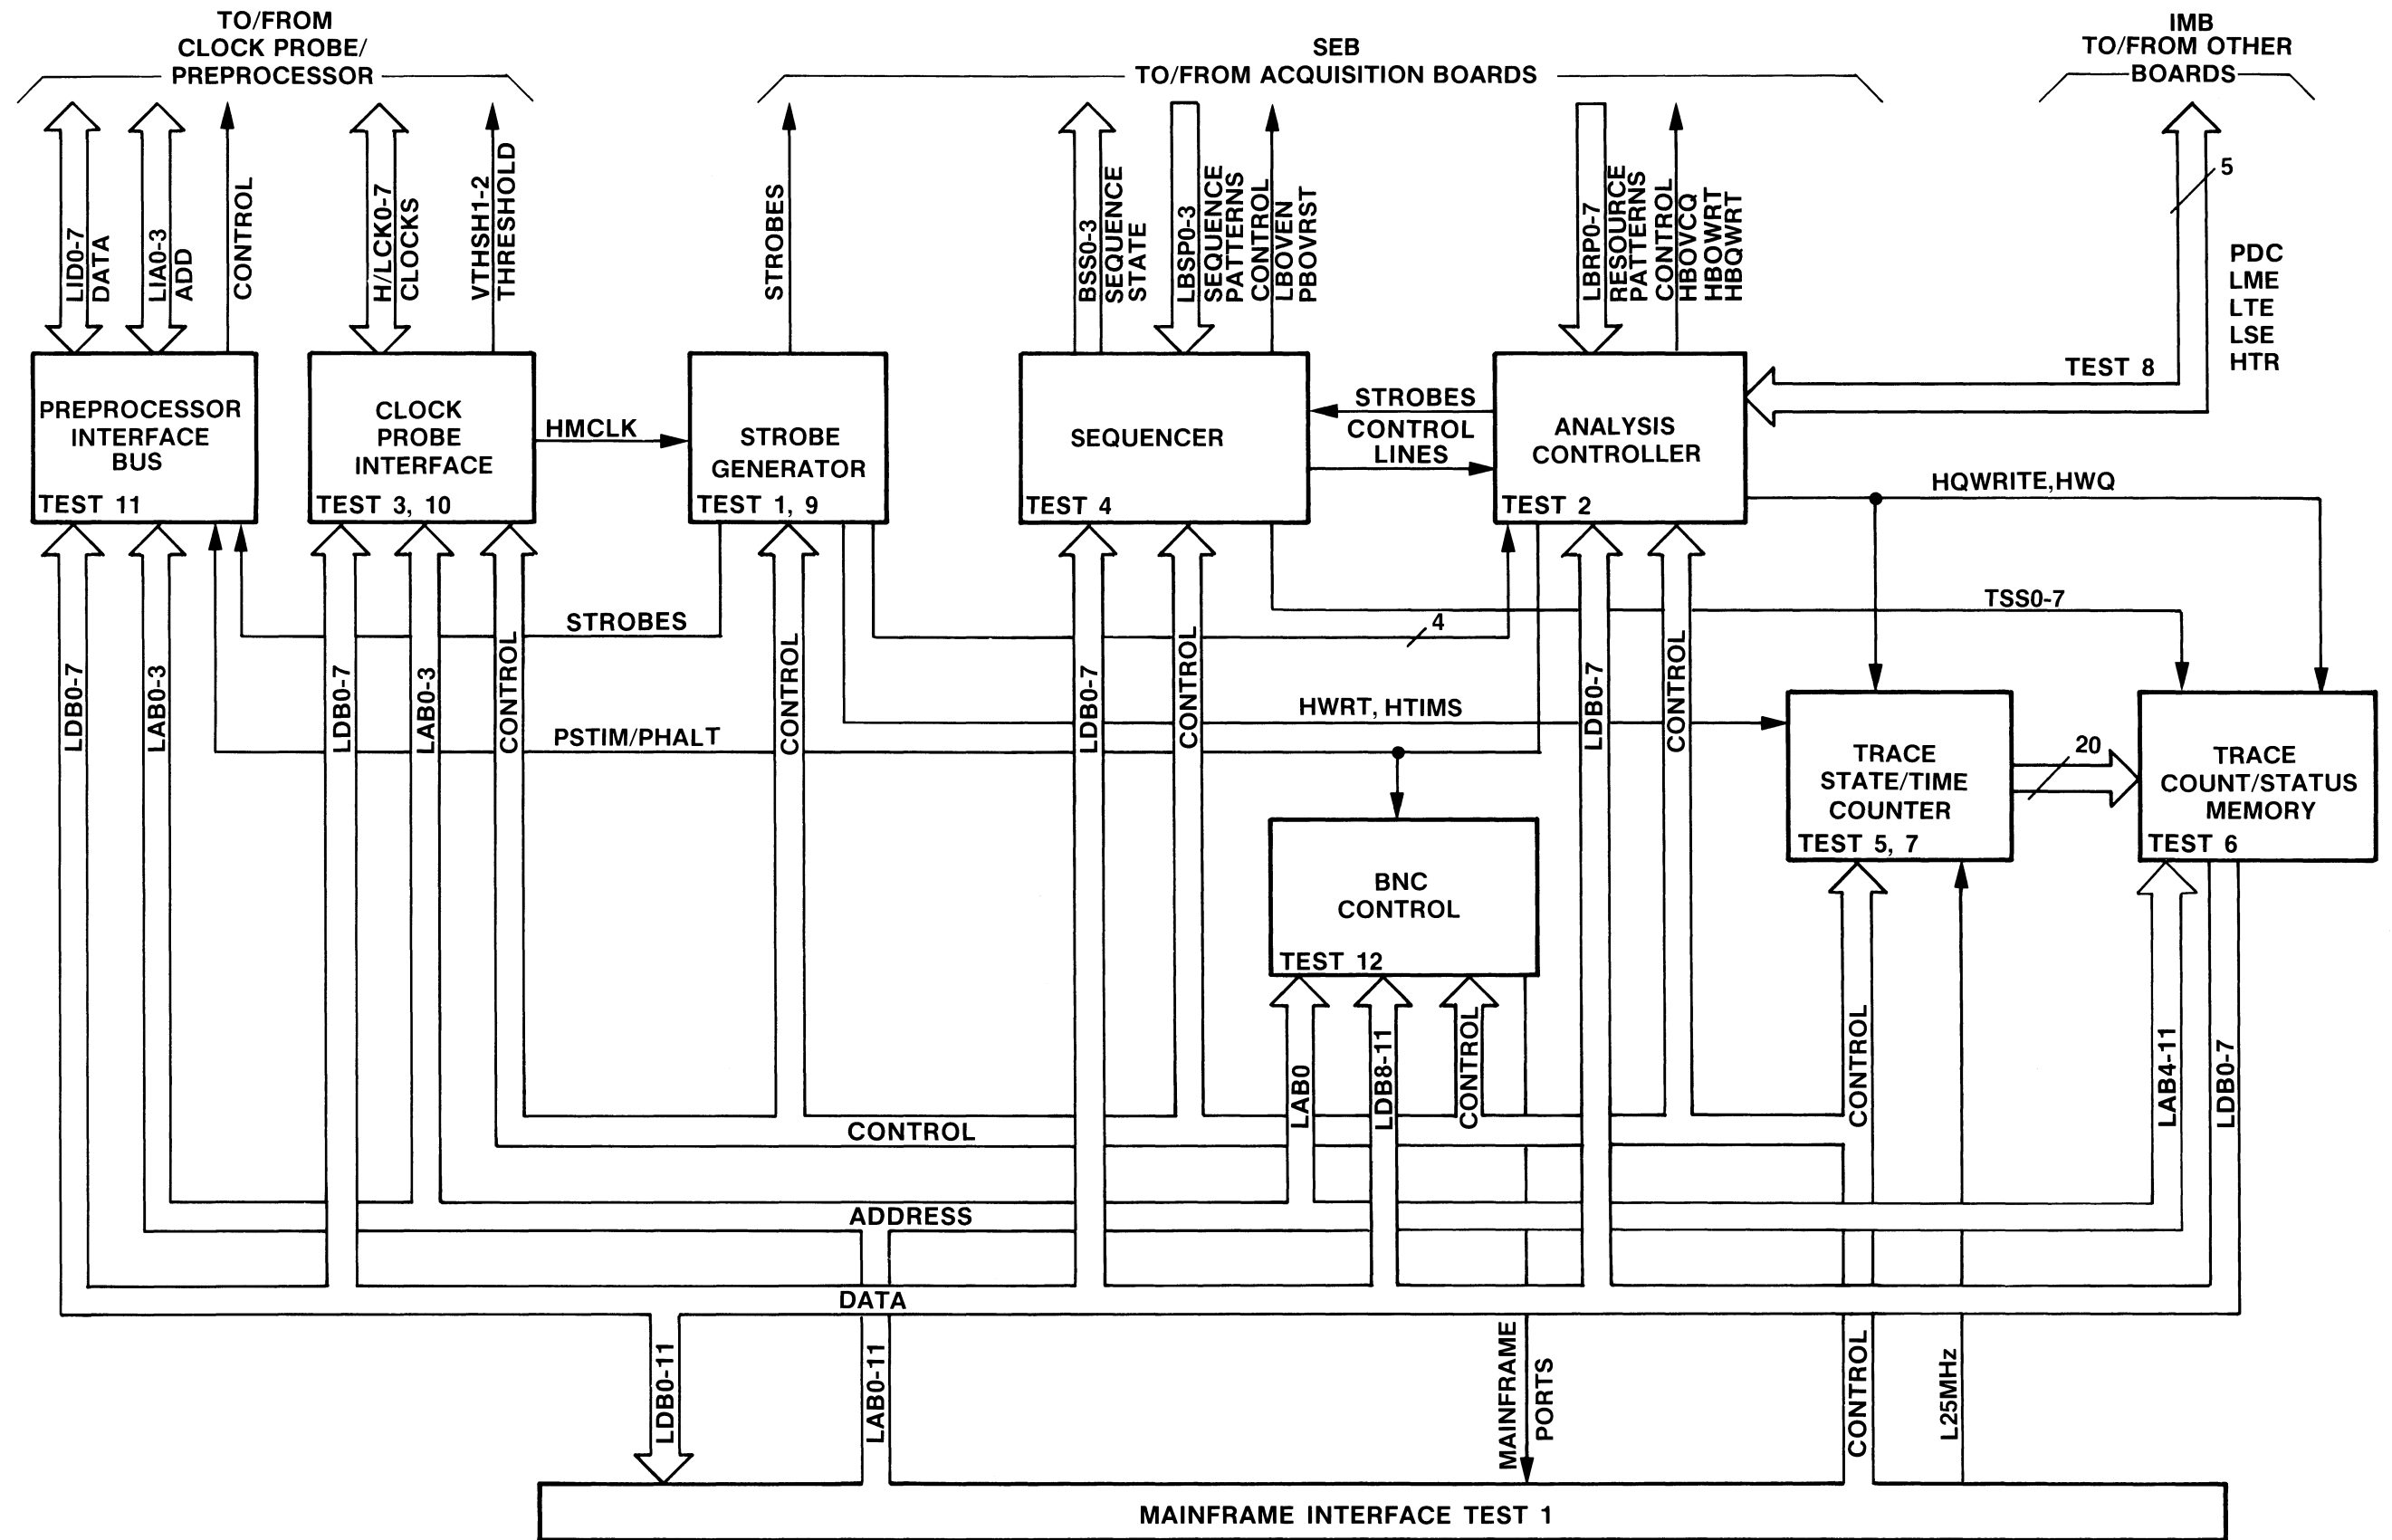 TO/FROM
CLOCK PROBE/
PREPROCESSOR
SEB
TO/FROM ACQUISITION BOARDS
IMB
TO/FROM OTHER
BOARDS
LID0-7
DATA
LIA0-3
ADD
CONTROL
H/LCK0-7
CLOCKS
VTHSH1-2
THRESHOLD
STROBES
BSS0-3
SEQUENCE
STATE
LBSP0-3
SEQUENCE
PATTERNS
CONTROL
LBOVEN
PBOVRST
LBRP0-7
RESOURCE
PATTERNS
CONTROL
HBOVCQ
HBOWRT
HBQWRT
5
PDC
LME
LTE
LSE
HTR
TEST 8
PREPROCESSOR
INTERFACE
BUS
TEST 11
CLOCK
PROBE
INTERFACE
TEST 3, 10
HMCLK
STROBE
GENERATOR
TEST 1, 9
SEQUENCER
TEST 4
STROBES
CONTROL
LINES
ANALYSIS
CONTROLLER
TEST 2
HQWRITE,HWQ
TSS0-7
STROBES
4
HWRT, HTIMS
PSTIM/PHALT
LDB0-7
LAB0-3
LDB0-7
LAB0-3
CONTROL
CONTROL
LDB0-7
CONTROL
LDB0-7
CONTROL
TRACE
STATE/TIME
COUNTER
TEST 5, 7
20
TRACE
COUNT/STATUS
MEMORY
TEST 6
BNC
CONTROL
TEST 12
LAB0
LDB8-11
CONTROL
CONTROL
LAB4-11
LDB0-7
CONTROL
ADDRESS
DATA
LDB0-11
LAB0-11
MAINFRAME
PORTS
CONTROL
L25MHz
MAINFRAME INTERFACE TEST 1